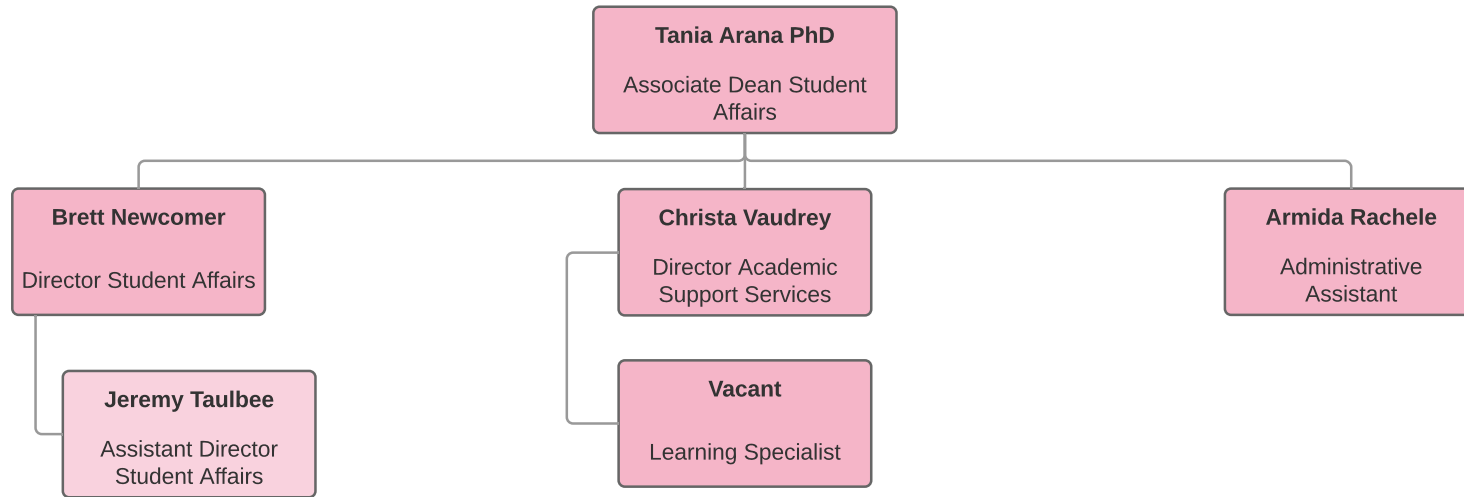 Tania Arana PhD
Associate Dean Student
Affairs
Brett Newcomer
Director Student Affairs
Christa Vaudrey
Director Academic
Support Services
Armida Rachele
Administrative
Assistant
Jeremy Taulbee
Assistant Director
Student Affairs
Vacant
Learning Specialist